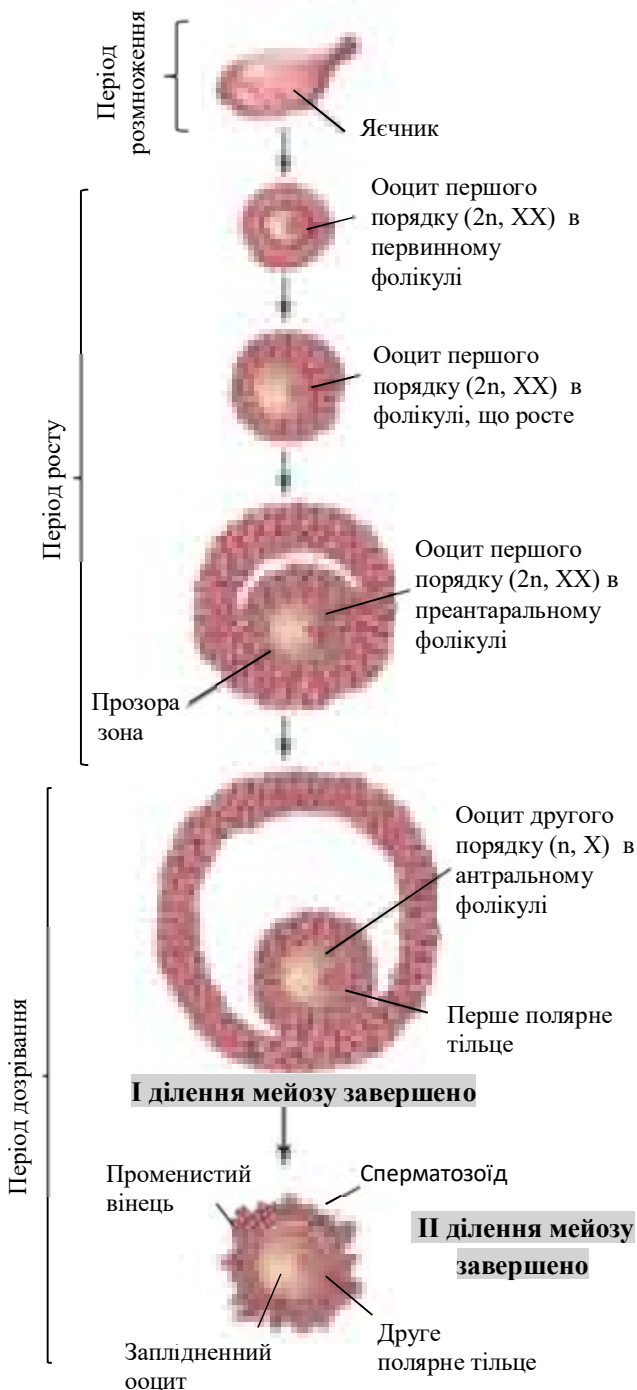 Період
розмноження
Яєчник
Ооцит першого
порядку (2n, XX) в
первинному
фолікулі
Ооцит першого
порядку (2n, XX) в
фолікулі, що росте
Період росту
Ооцит першого
порядку (2n, XX) в
преантаральному
фолікулі
Прозора
зона
Ооцит другого
порядку (n, X) в
антральному
фолікулі
Перше полярне
тільце
І ділення мейозу завершено
Період дозрівання
Променистий
вінець
Сперматозоїд
ІІ ділення мейозу
завершено
Заплідненний
ооцит
Друге
полярне тільце